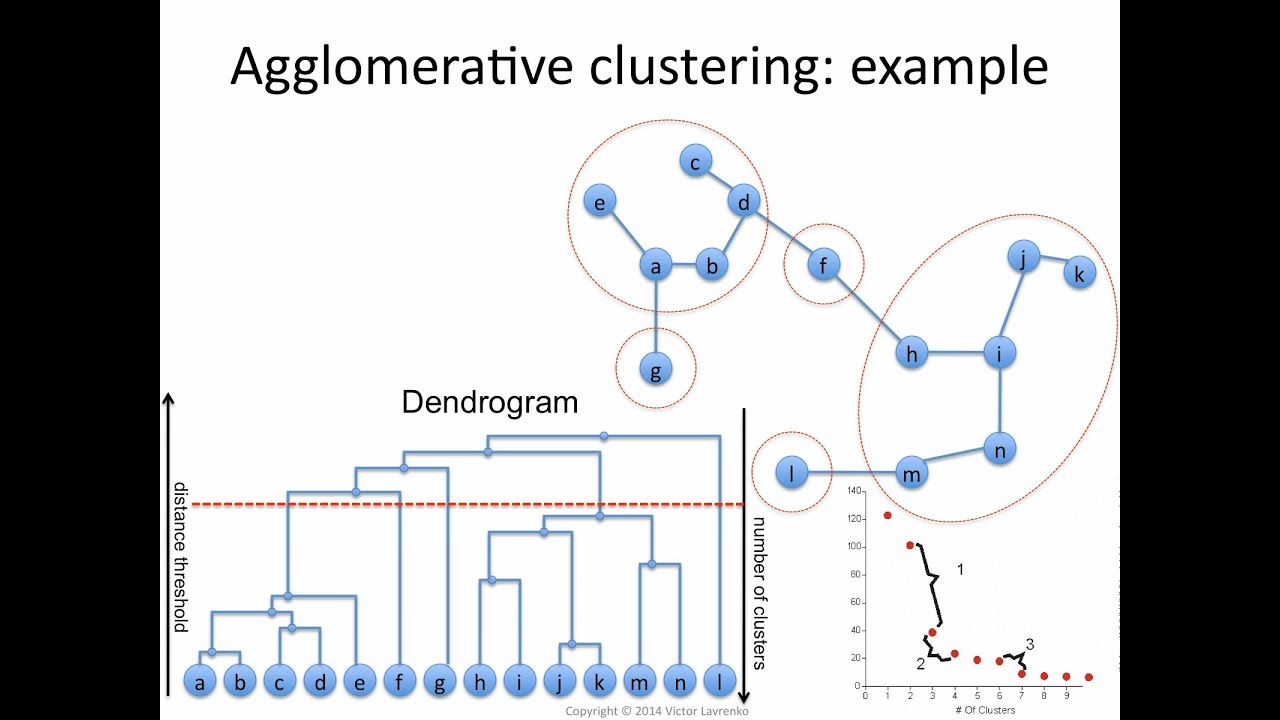 Agglomerative clustering: example
c
e
d
a
b
f
j
k
h
i
g
n
l
m
Dendrogram
distance threshold
number of clusters
a b c d e f g h i j k m n l
140
120
100
80
60
60
40
20
0
1
2
3
0 1 2 3 4 5 6 7 8 9
# Of Clusters
Copyright © 2014 Victor Lavrenko